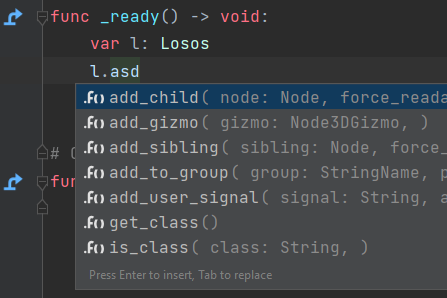 func _ready() -> void:
var l: Losos
l.asd
add_child( node: Node, force_reada
add_gizmo( gizmo: Node3DGizmo, )
add_sibling( sibling: Node, force_
add_to_group( group: StringName, p
add_user_signal( signal: String, a
get_class()
is_class( class: String, )
Press Enter to insert, Tab to replace
#
fu